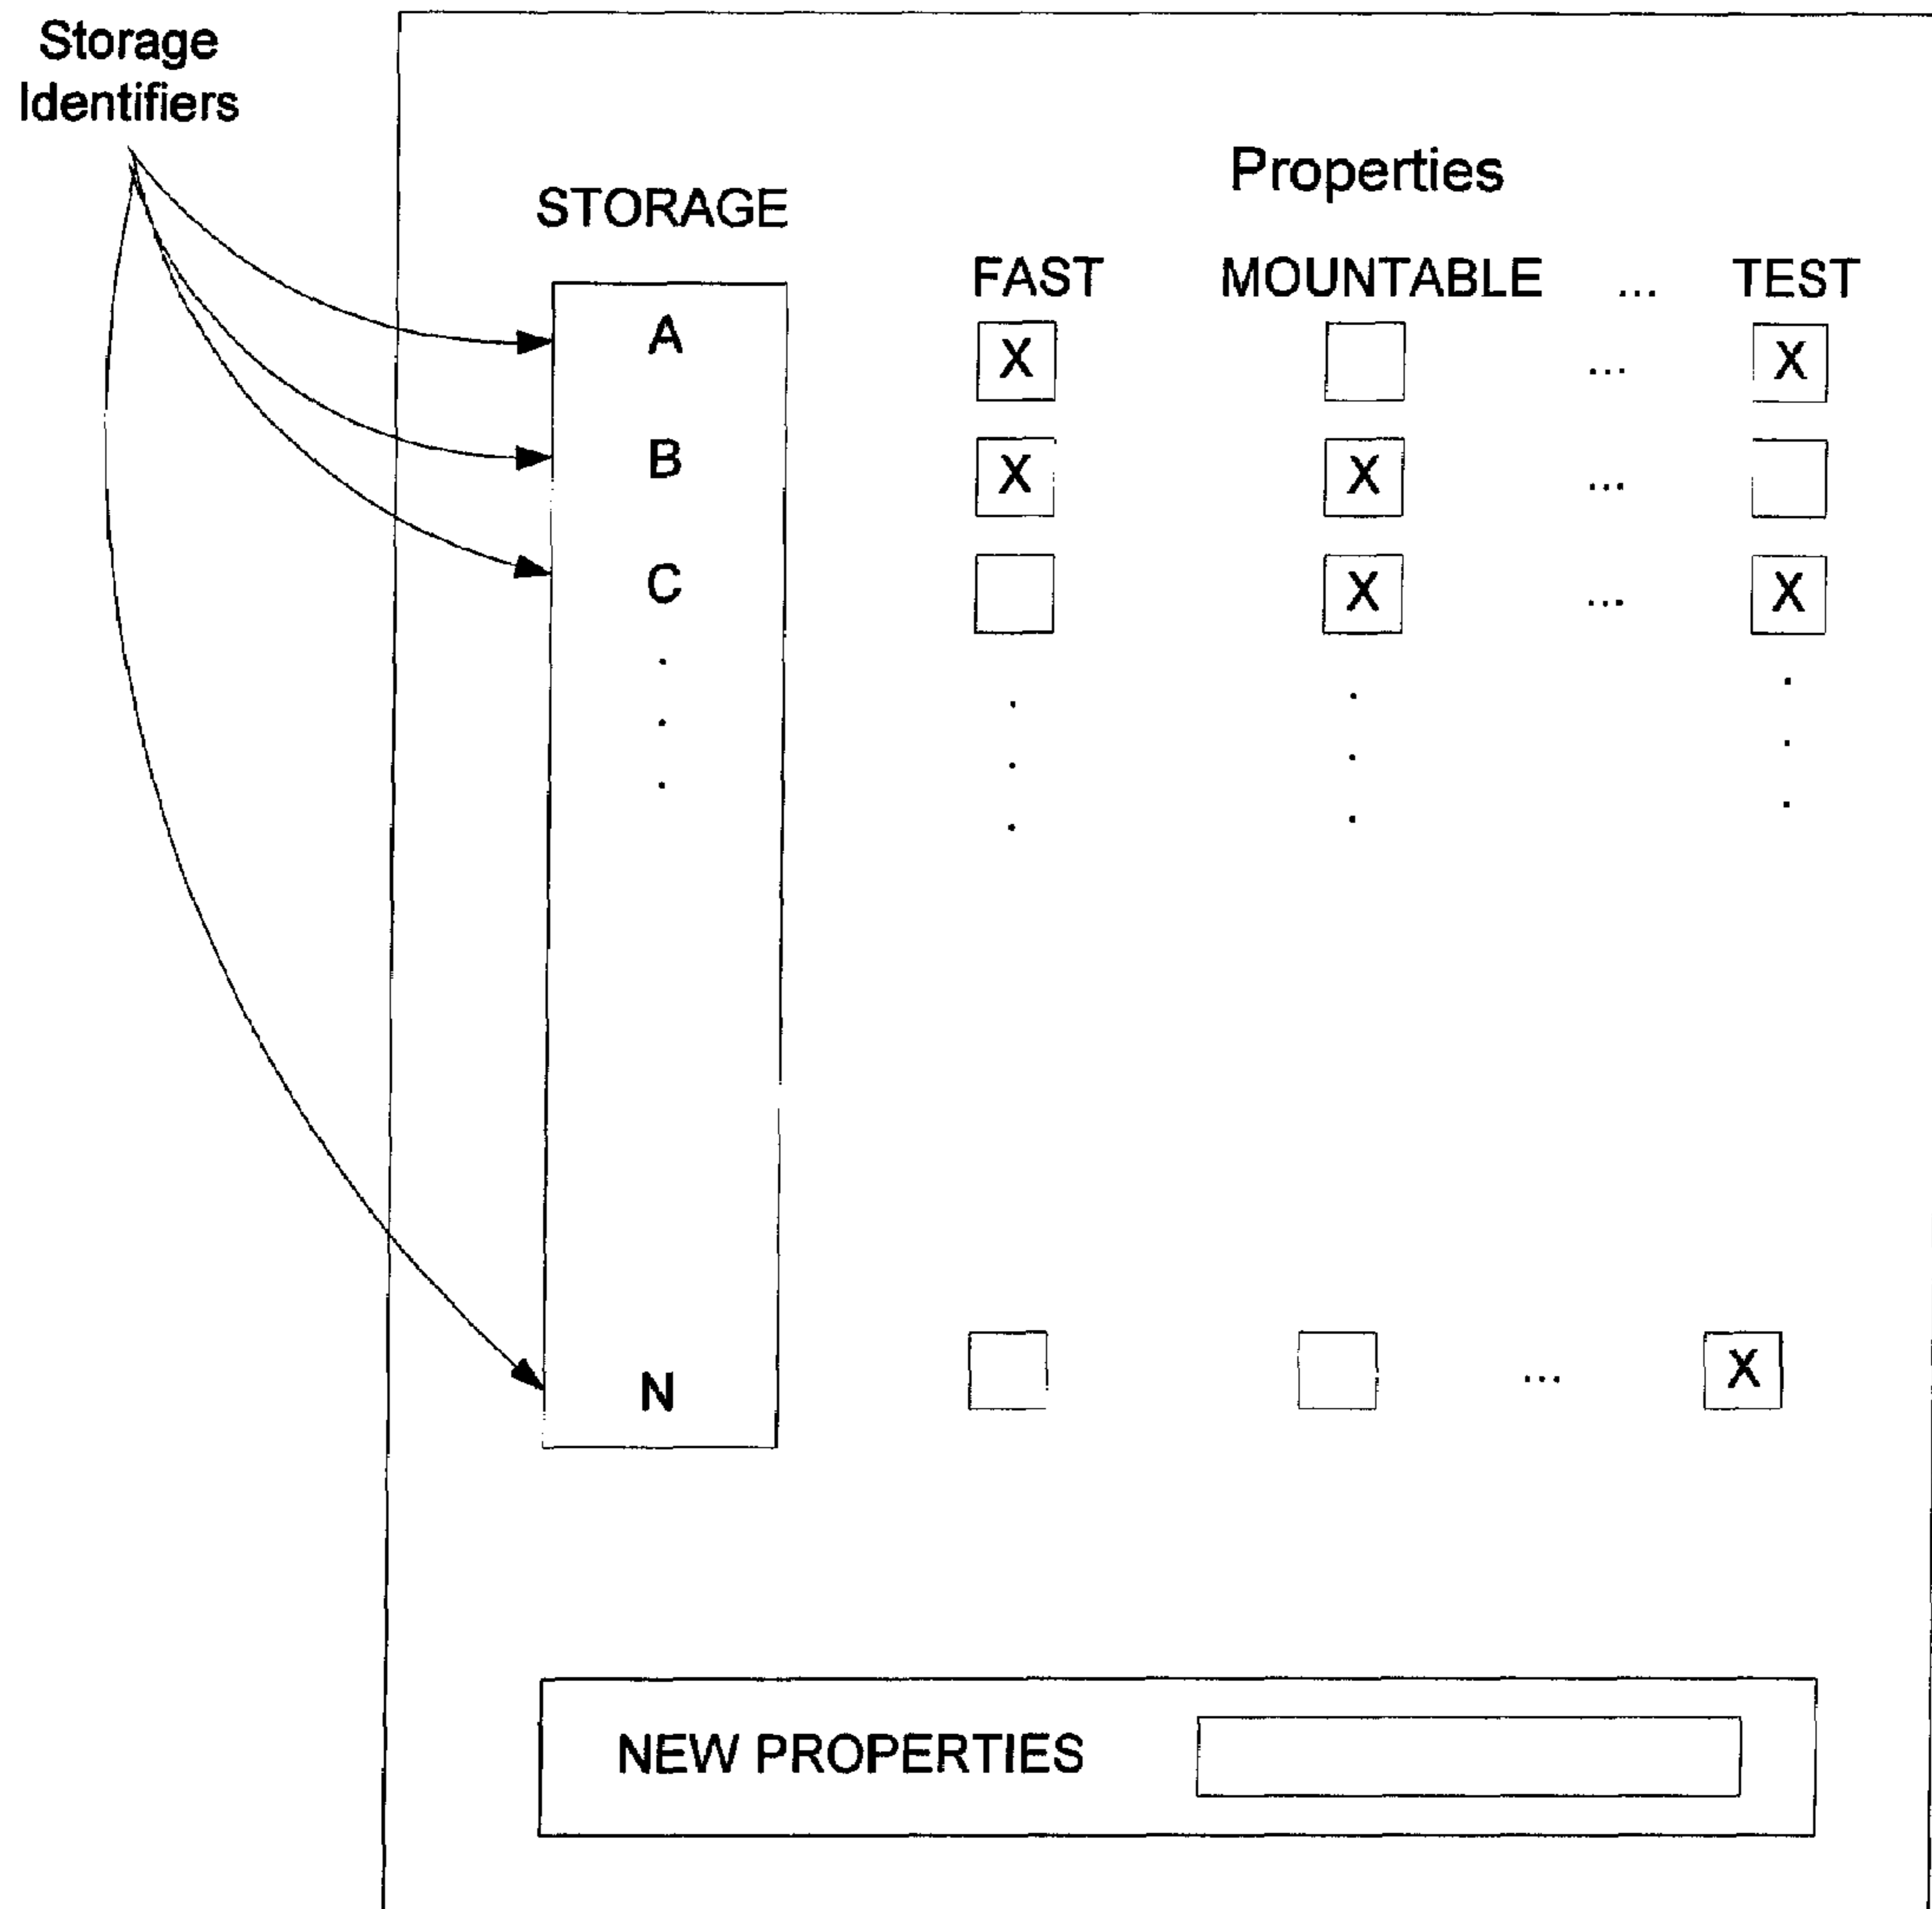 Storage
Identifiers
Properties
STORAGE
FAST MOUNTABLE ... TEST
A X ... X
B X X ...
C X ... X
.
.
.
N ... X
NEW PROPERTIES